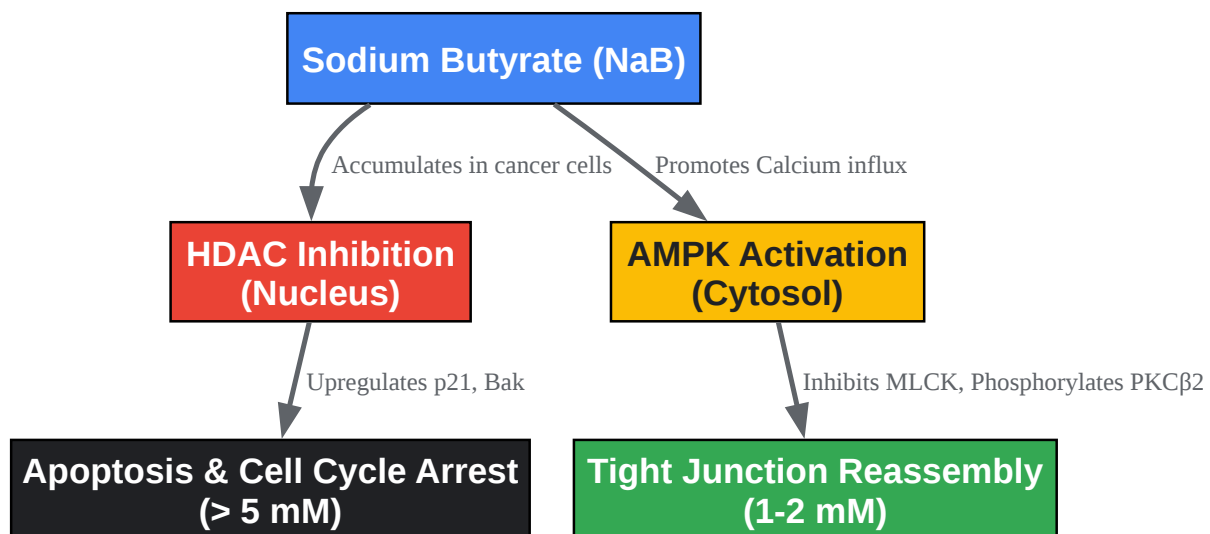 Sodium Butyrate (NaB)
Accumulates in cancer cells
Promotes Calcium influx
HDAC Inhibition
(Nucleus)
AMPK Activation
(Cytosol)
Upregulates p21, Bak
Inhibits MLCK, Phosphorylates PKCβ2
Apoptosis & Cell Cycle Arrest
(> 5 mM)
Tight Junction Reassembly
(1-2 mM)